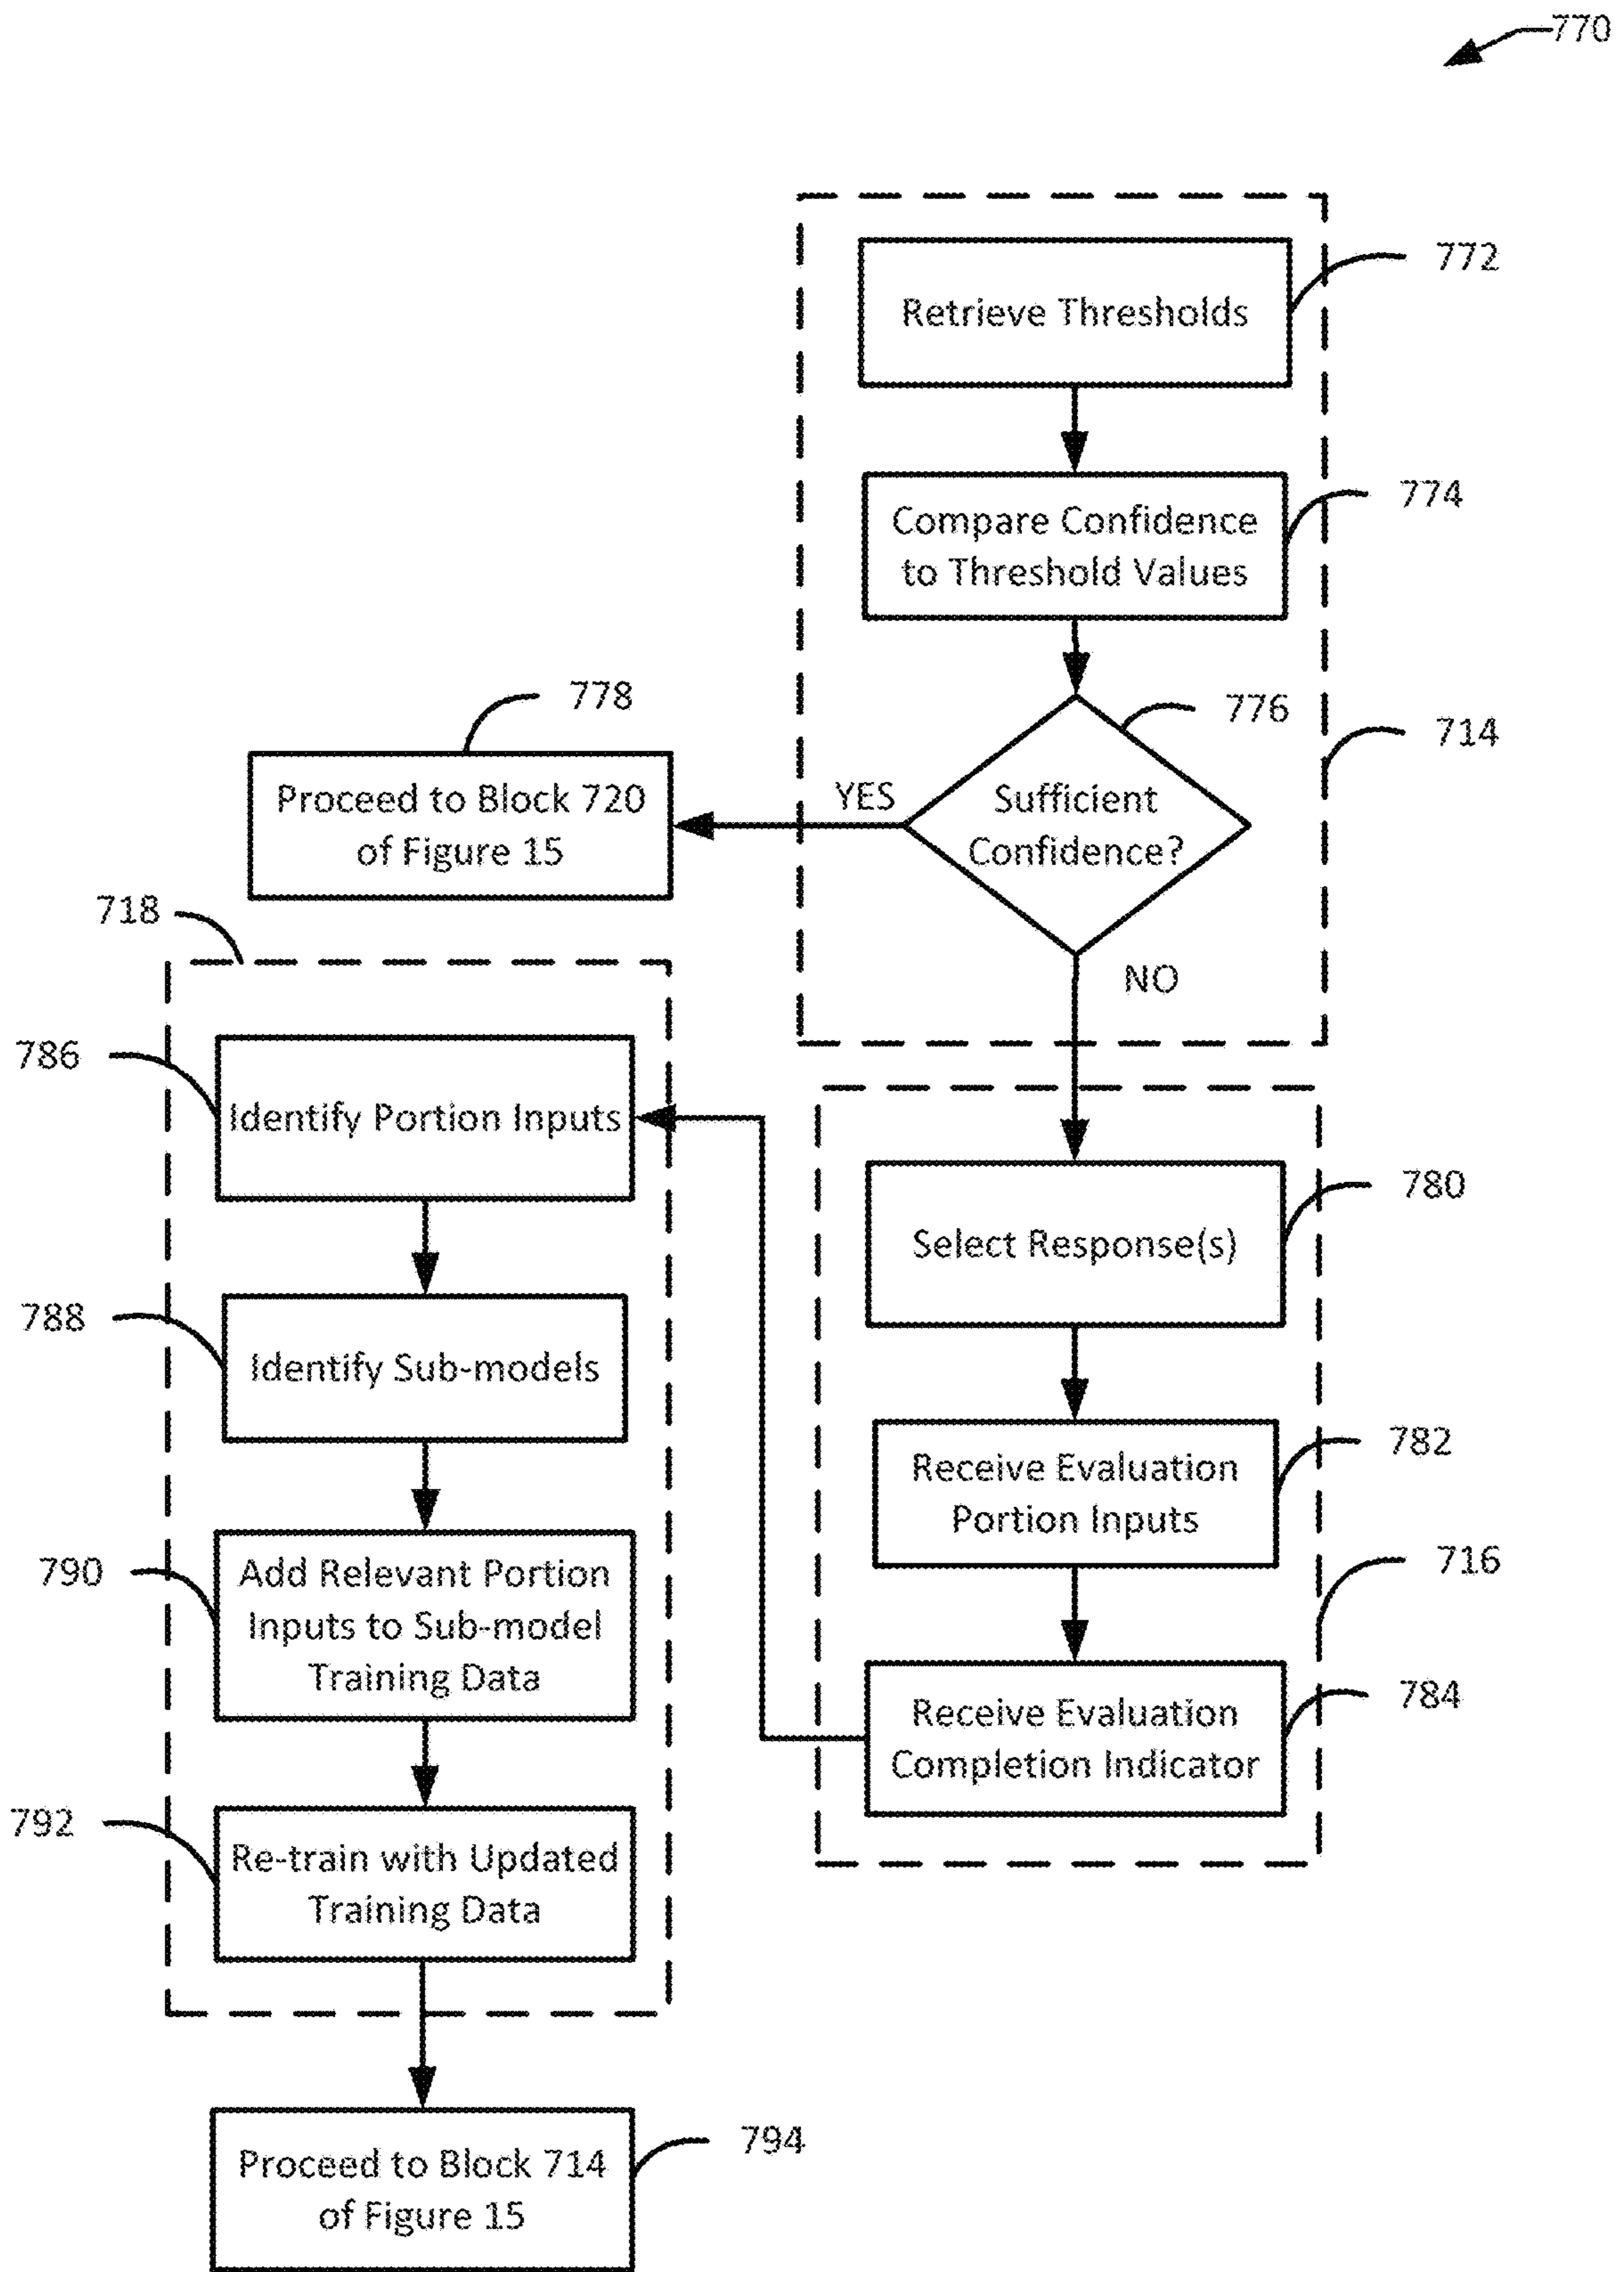 770
772
Retrieve Thresholds
774
Compare Confidence
to Threshold Values
776
714
778
Proceed to Block 720
of Figure 15
YES
Sufficient
Confidence?
NO
718
786
Identify Portion Inputs
780
Select Response(s)
788
Identify Sub-models
782
Receive Evaluation
Portion Inputs
716
790
Add Relevant Portion
Inputs to Sub-model
Training Data
784
Receive Evaluation
Completion Indicator
792
Re-train with Updated
Training Data
794
Proceed to Block 714
of Figure 15